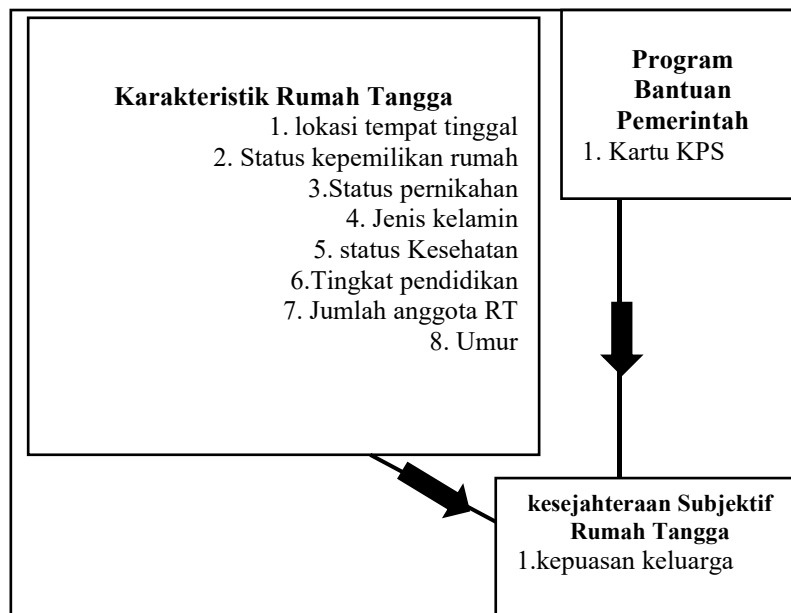 Karakteristik Rumah Tangga
1. lokasi tempat tinggal
2. Status kepemilikan rumah
3.Status pernikahan
4. Jenis kelamin
5. status Kesehatan
6.Tingkat pendidikan
7. Jumlah anggota RT
8. Umur
Program
Bantuan
Pemerintah
1. Kartu KPS
kesejahteraan Subjektif
Rumah Tangga
1.kepuasan keluarga